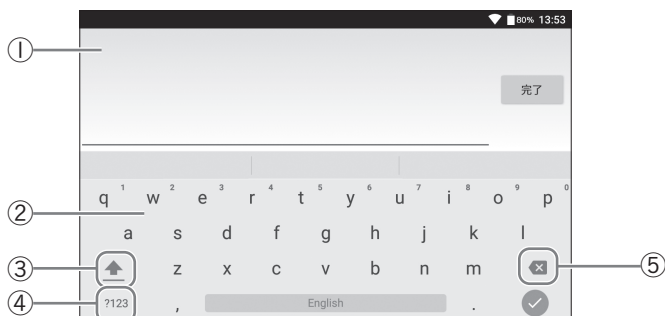 80% 13:53
①
完了
q 1 w 2 e 3 r 4 t 5 y 6 u 7 i 8 o 9 p 0
②
a s d f g h j k l
③ z x c v b n m ⑤
④ ?123 , English .